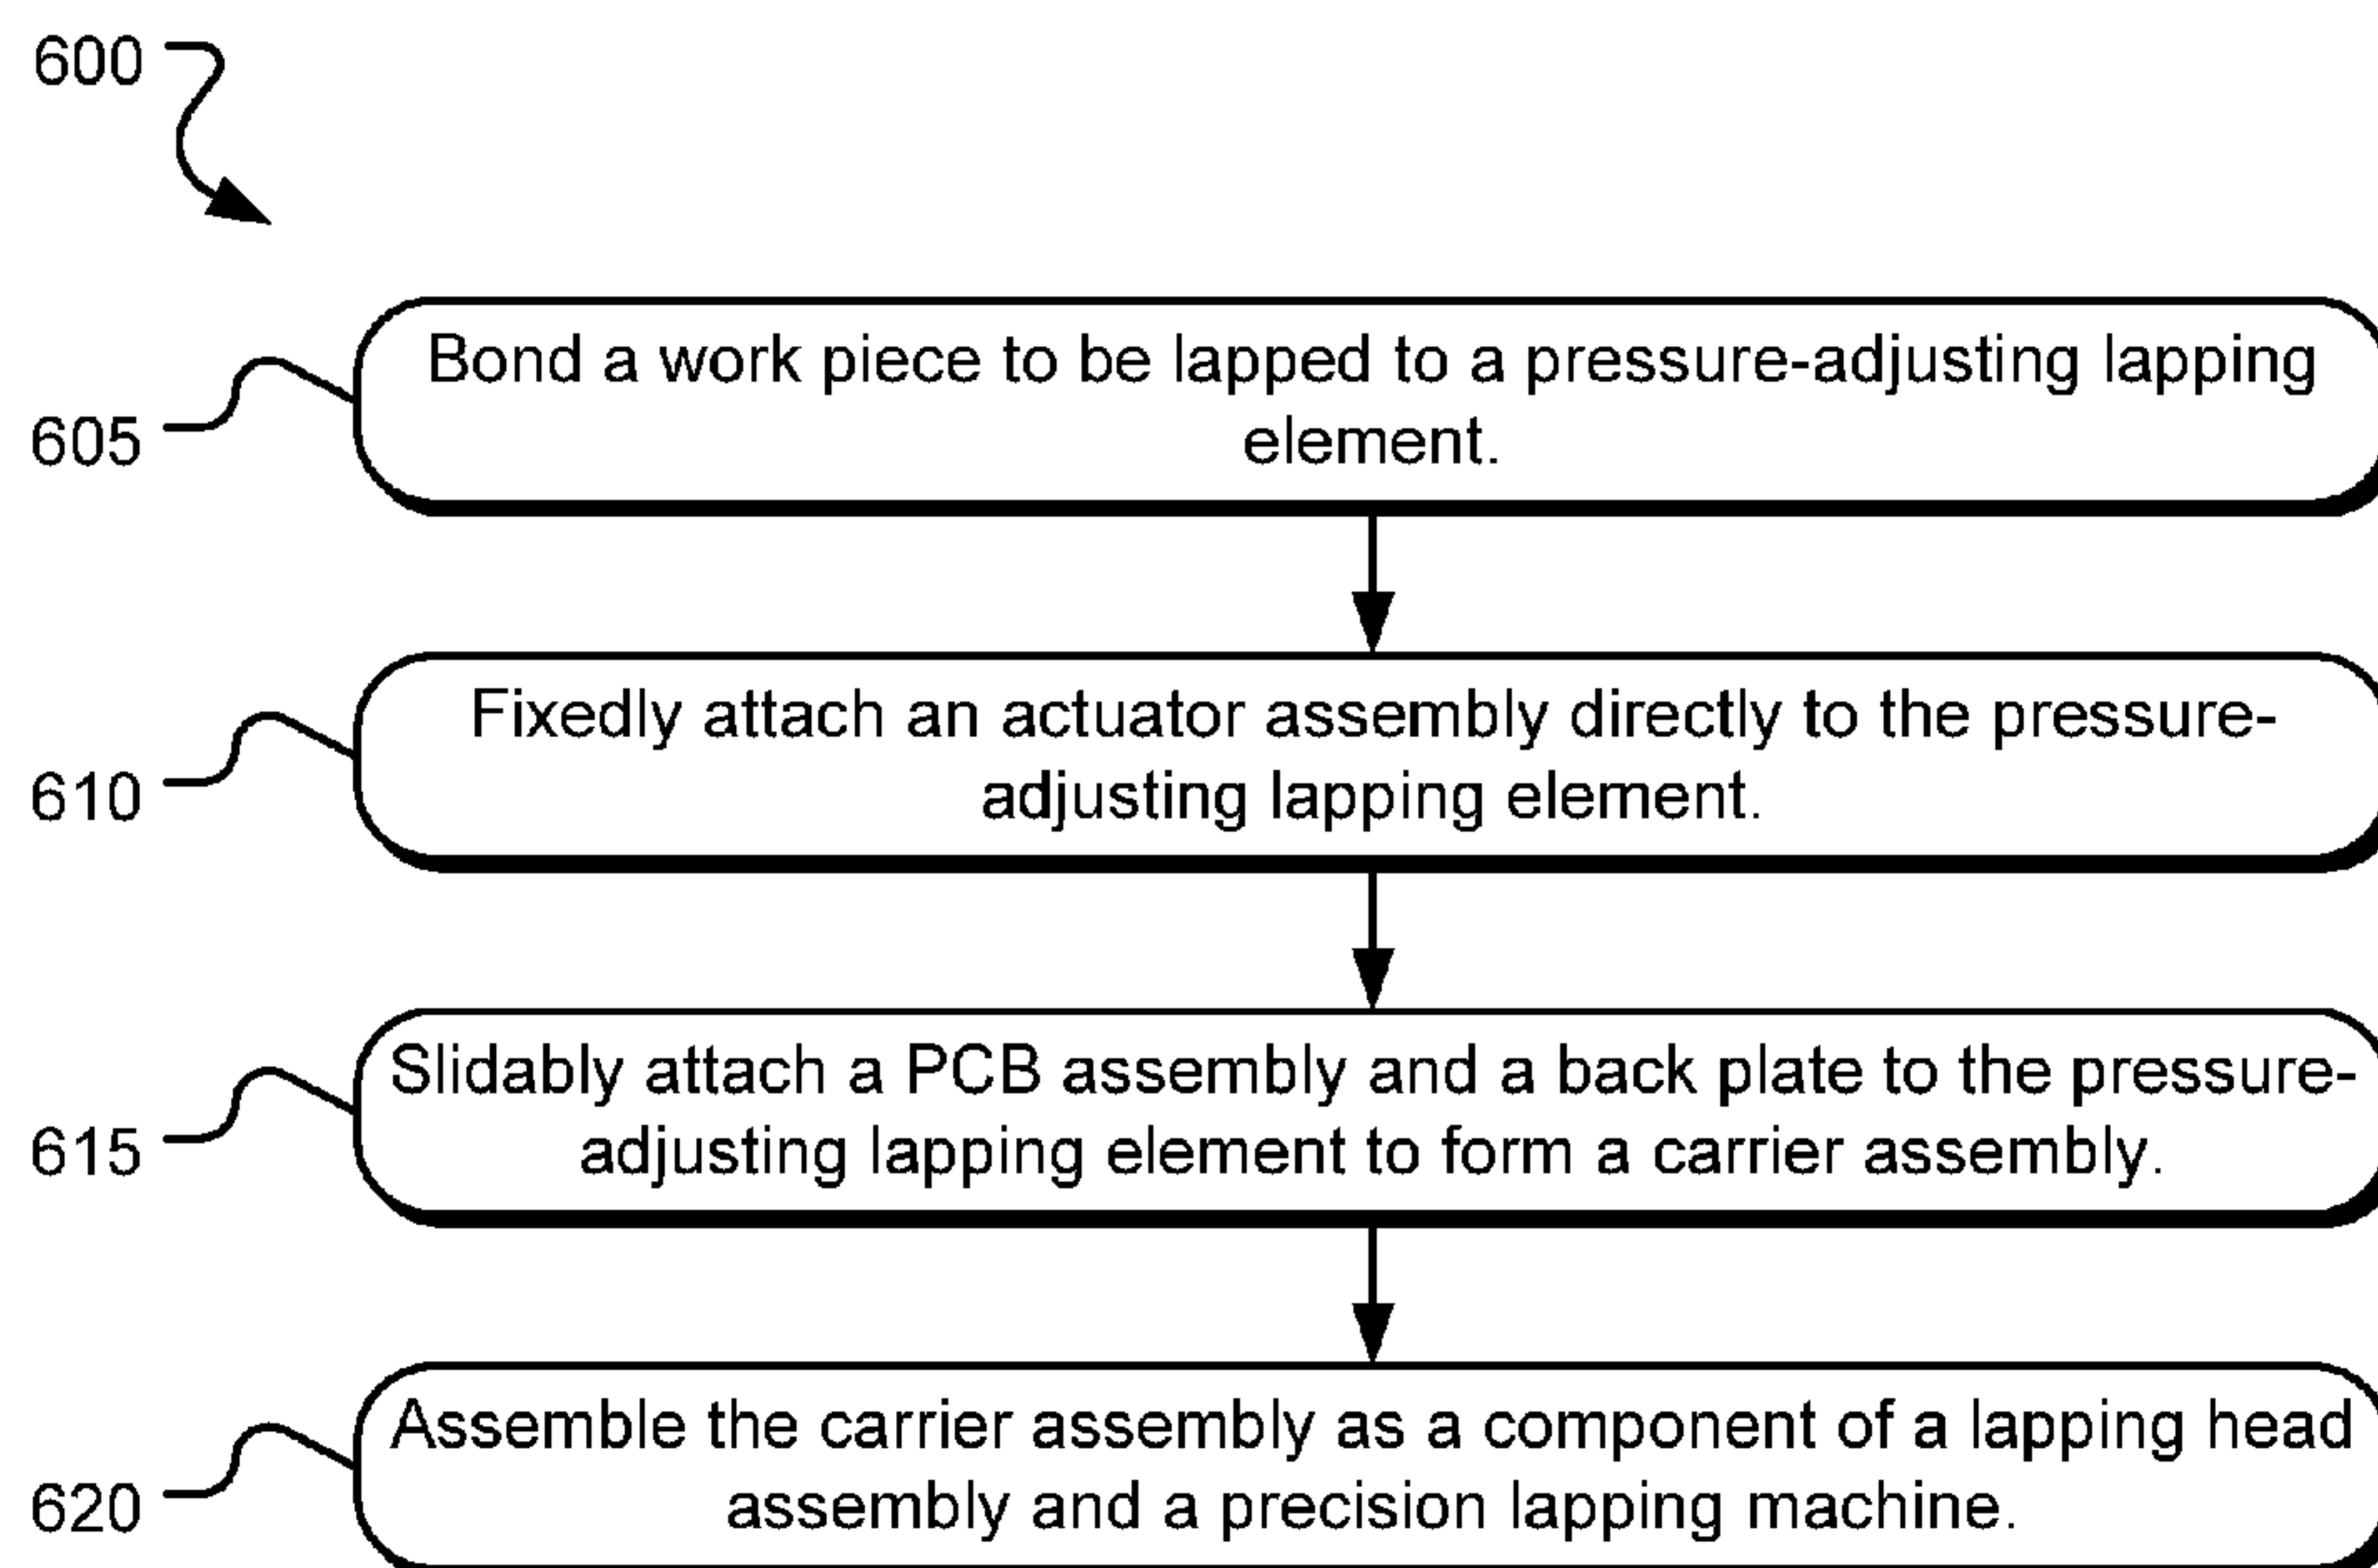 600
Bond a work piece to be lapped to a pressure-adjusting lapping
element.
605
Fixedly attach an actuator assembly directly to the pressure-
adjusting lapping element.
610
Slidably attach a PCB assembly and a back plate to the pressure-
adjusting lapping element to form a carrier assembly.
615
Assemble the carrier assembly as a component of a lapping head
assembly and a precision lapping machine.
620